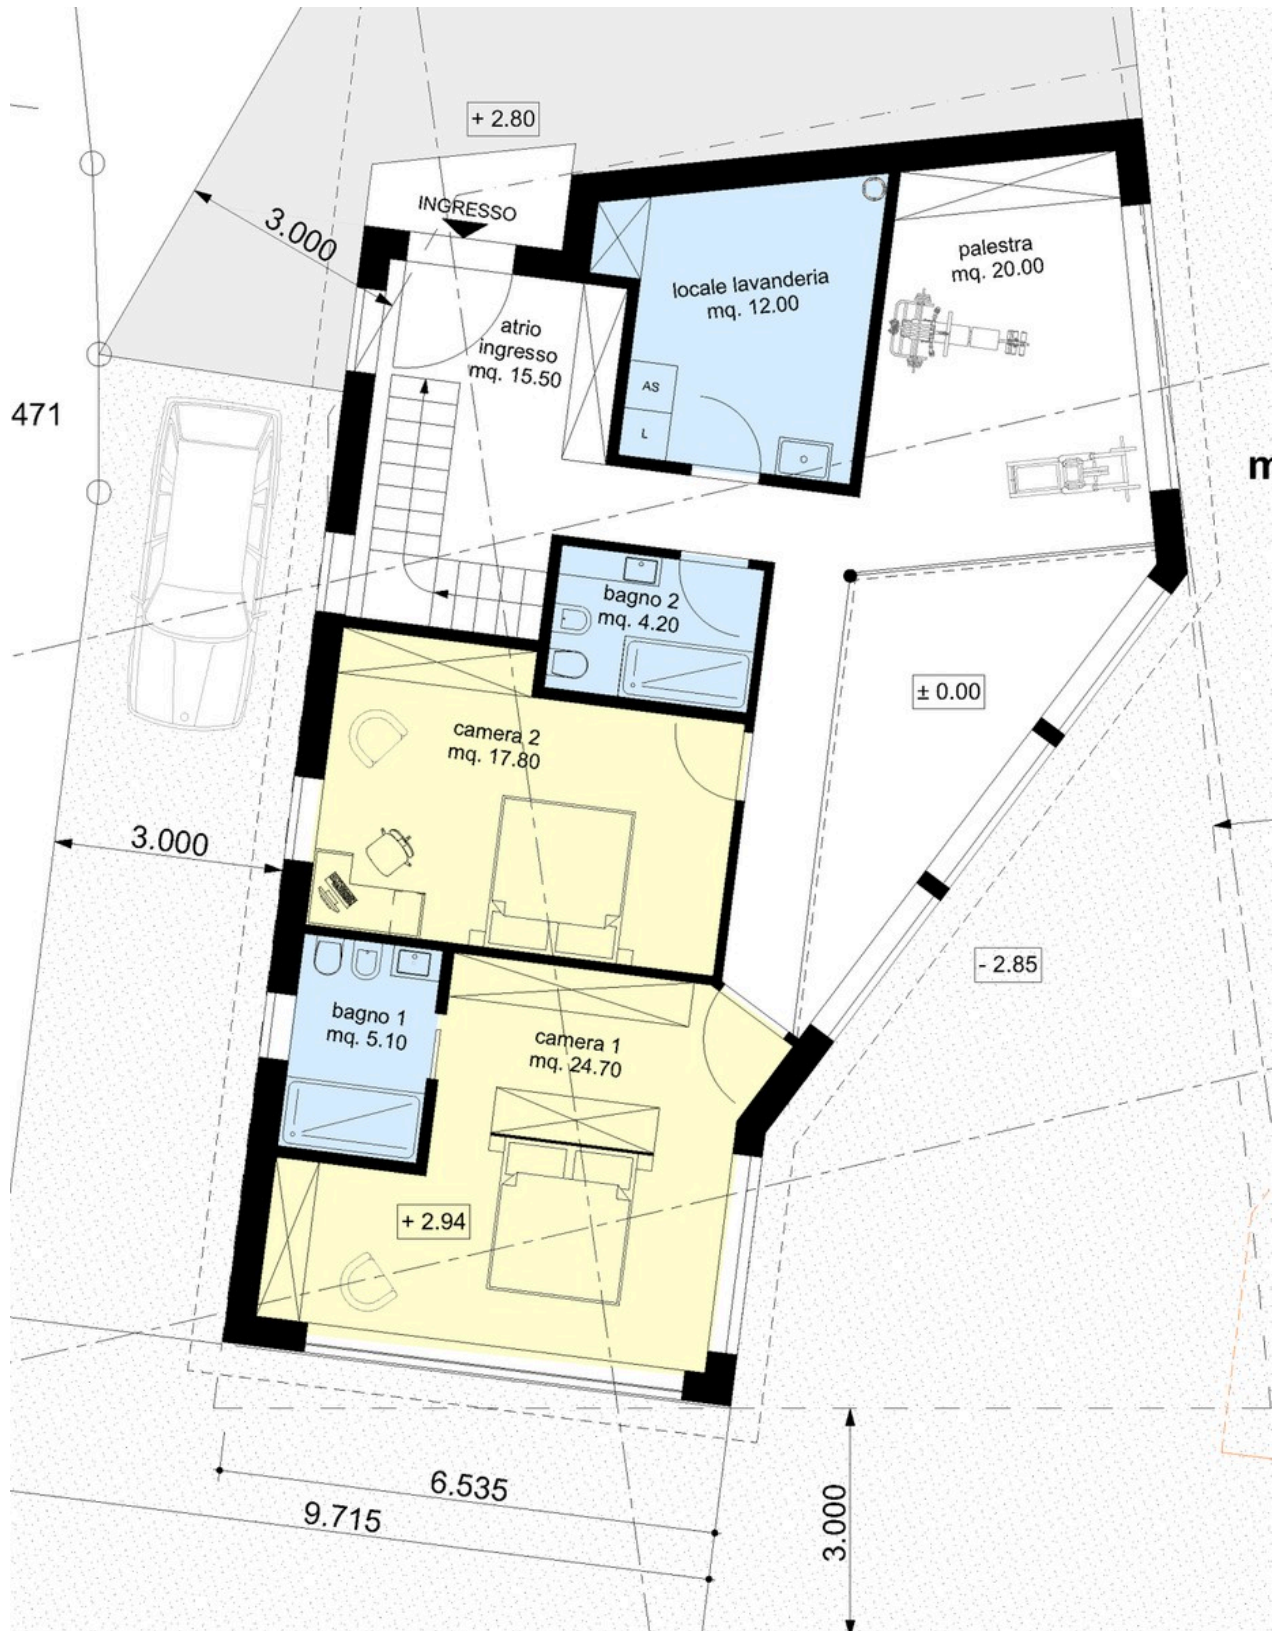 + 2.80
INGRESSO
3.000
palestra
mq. 20.00
locale lavanderia
mq. 12.00
atrio
ingresso
mq. 15.50
AS
L
471
m
bagno 2
mq. 4.20
± 0.00
camera 2
mq. 17.80
3.000
- 2.85
bagno 1
mq. 5.10
camera 1
mq. 24.70
+ 2.94
6.535
9.715
3.000